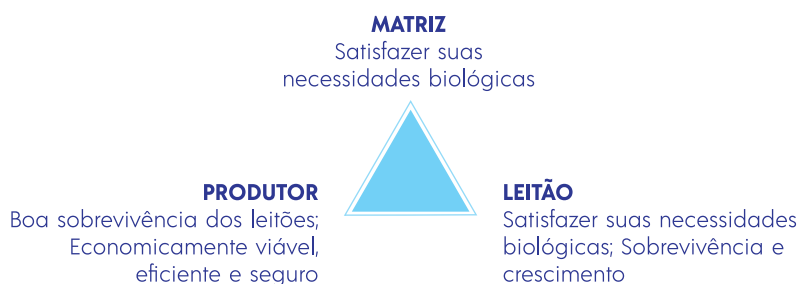 MATRIZ
Satisfazer suas
necessidades biológicas
PRODUTOR
Boa sobrevivência dos leitões;
Economicamente viável,
eficiente e seguro
LEITÃO
Satisfazer suas necessidades
biológicas; Sobrevivência e
crescimento